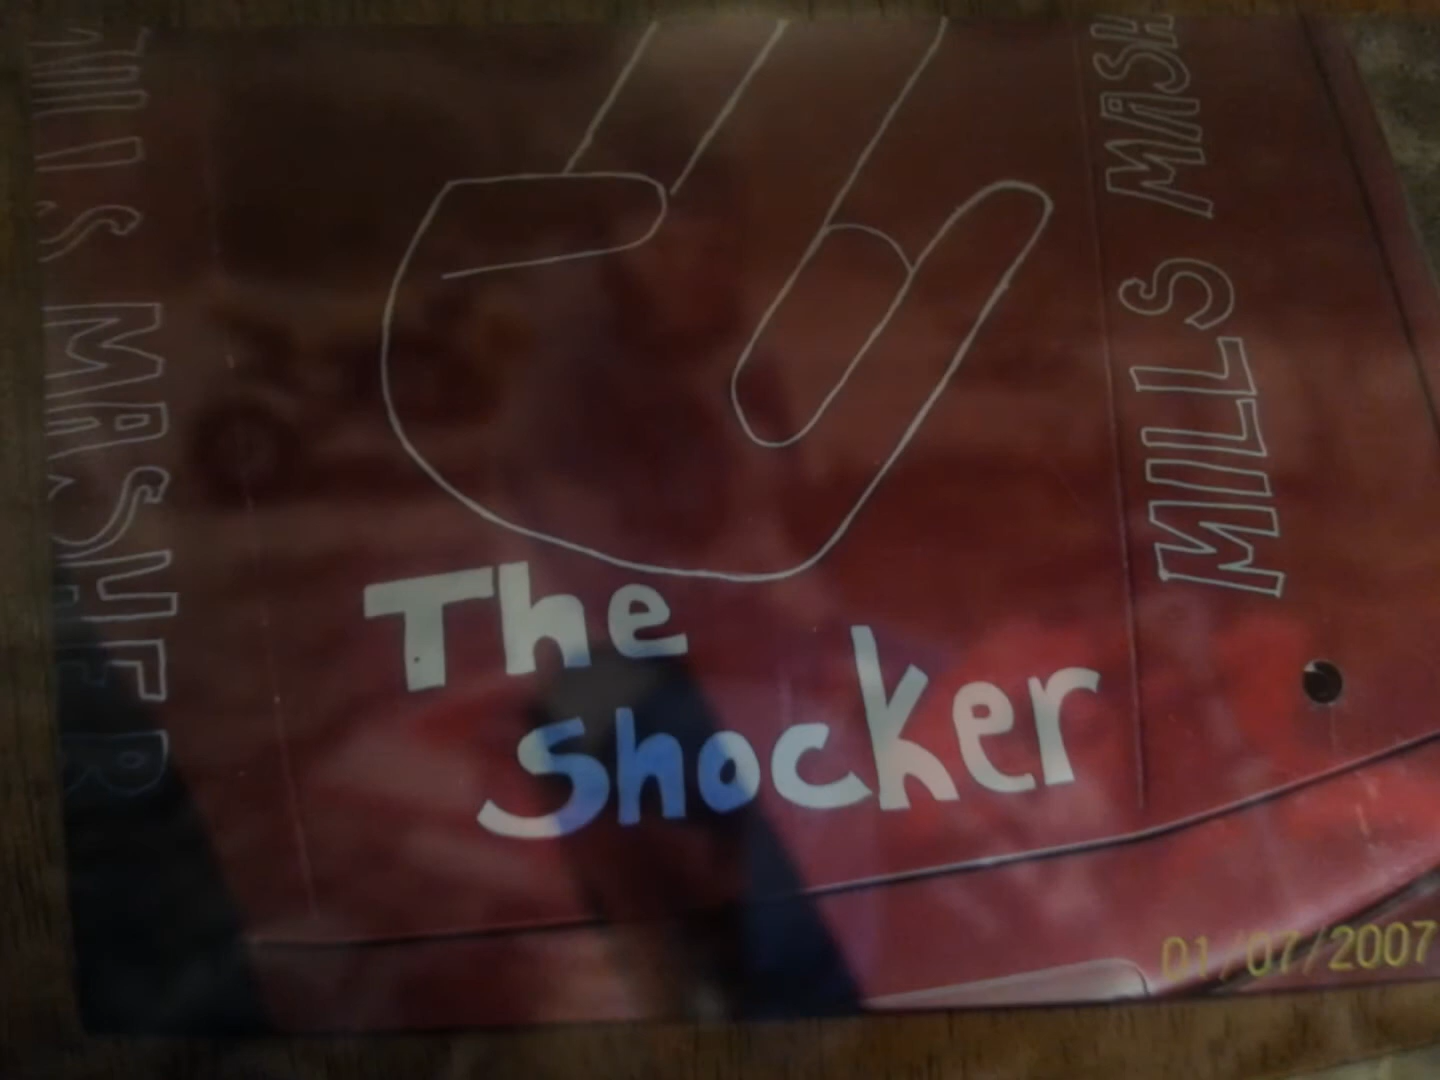 MILLS MASHER
The
Shocker
MILLS MASH
01/07/2007